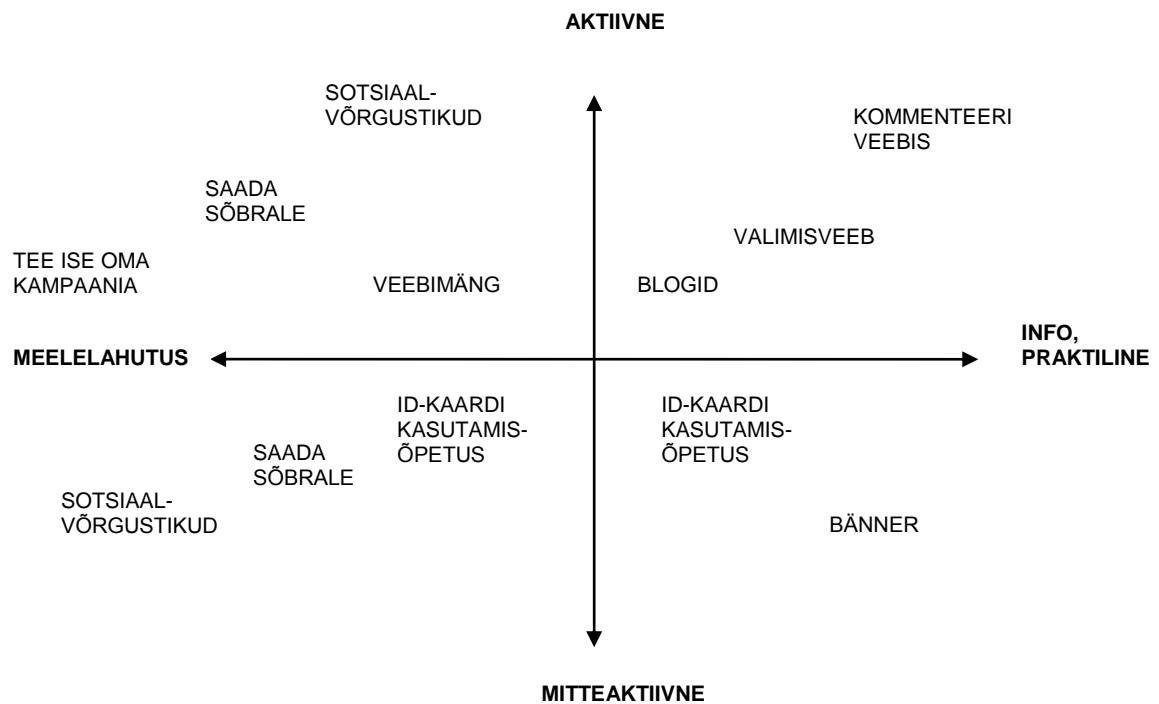 AKTIIVNE
SOTSIAAL-
VÕRGUSTIKUD
KOMMENTEERI
VEEBIS
SAADA
SÕBRALE
VALIMISVEEB
TEE ISE OMA
KAMPAANIA
VEEBIMÄNG
BLOGID
INFO,
PRAKTILINE
MEELELAHUTUS
ID-KAARDI
KASUTAMIS-
ÕPETUS
ID-KAARDI
KASUTAMIS-
ÕPETUS
SAADA
SÕBRALE
SOTSIAAL-
VÕRGUSTIKUD
BÄNNER
MITTEAKTIIVNE